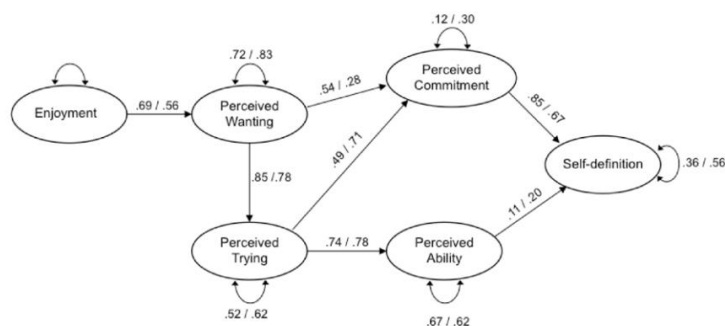 .72 / .83
.12 / .30
Enjoyment
.69 / .56
Perceived
Wanting
.54 / .28
Perceived
Commitment
.85 / .67
.49 / .71
.85 /.78
Self-definition
.36 / .56
Perceived
Trying
.74 / .78
Perceived
Ability
.11 / .20
.52 / .62
.67 / .62